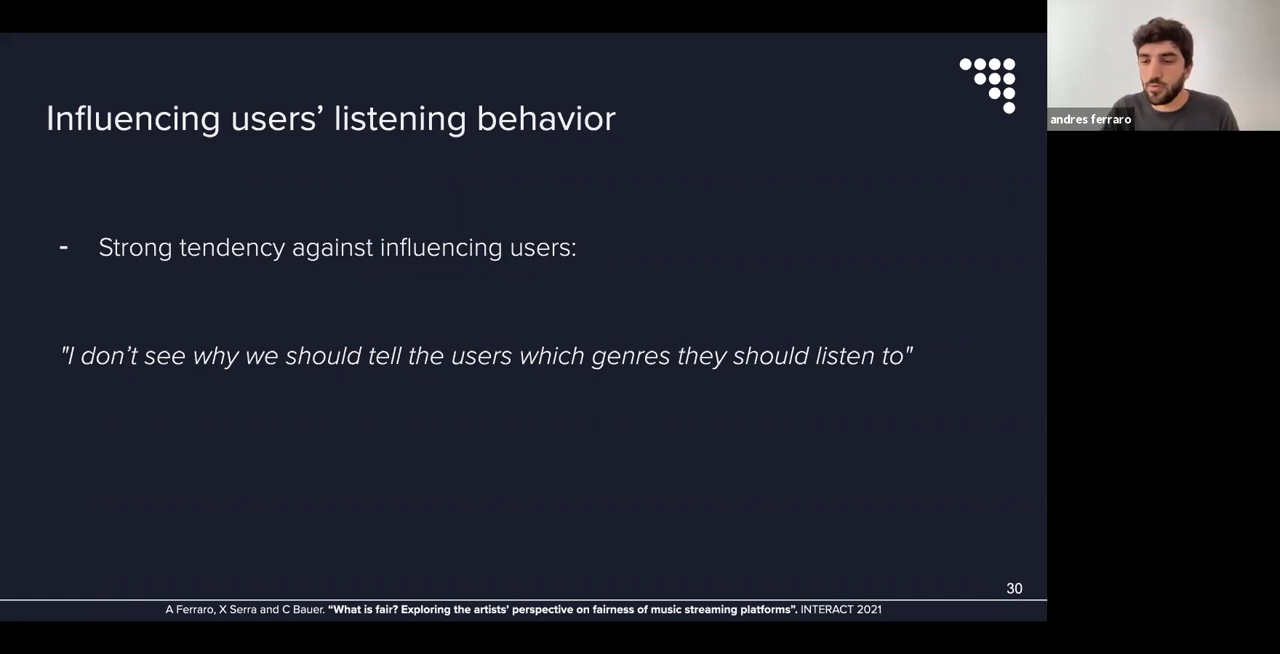 Influencing users’ listening behavior
- Strong tendency against influencing users:
"I don’t see why we should tell the users which genres they should listen to"
30
A Ferraro, X Serra and C Bauer. “What is fair? Exploring the artists’ perspective on fairness of music streaming platforms”. INTERACT 2021
andres ferraro